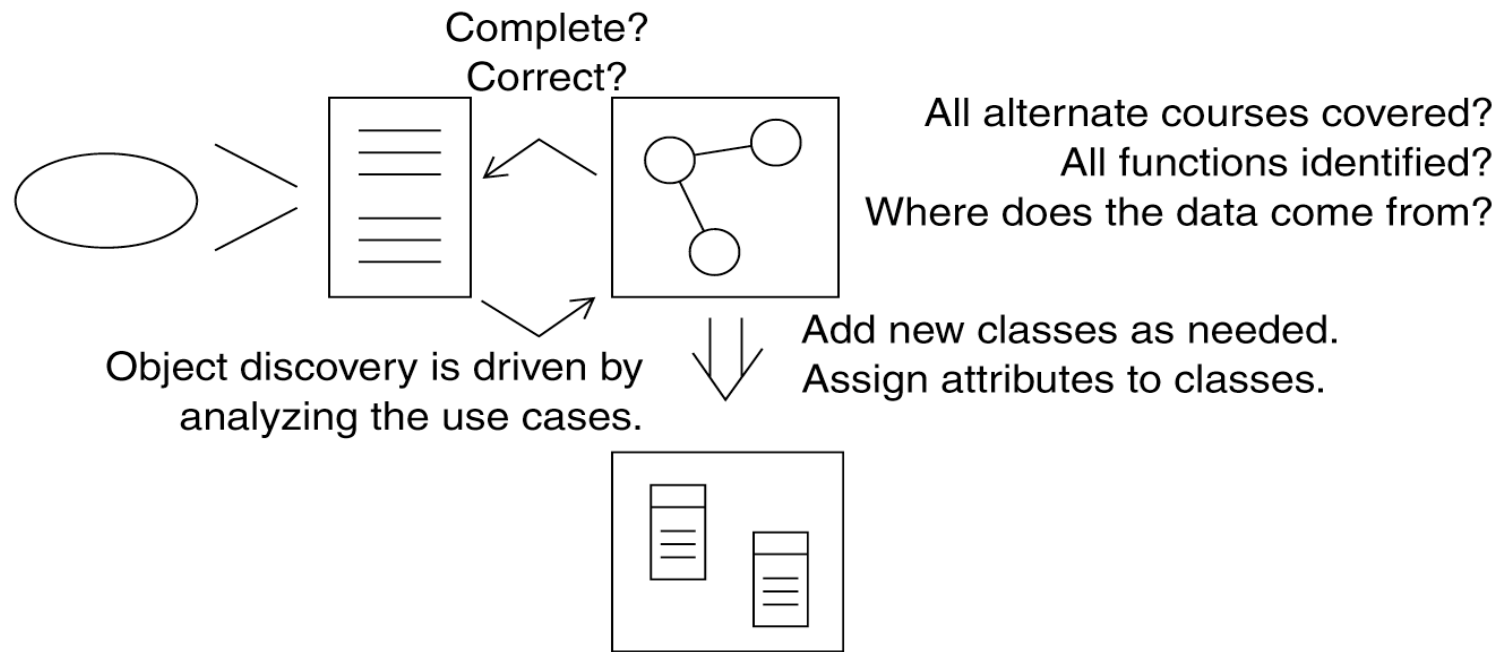 Complete?
Correct?
All alternate courses covered?
All functions identified?
Where does the data come from?
Object discovery is driven by
analyzing the use cases.
Add new classes as needed.
Assign attributes to classes.